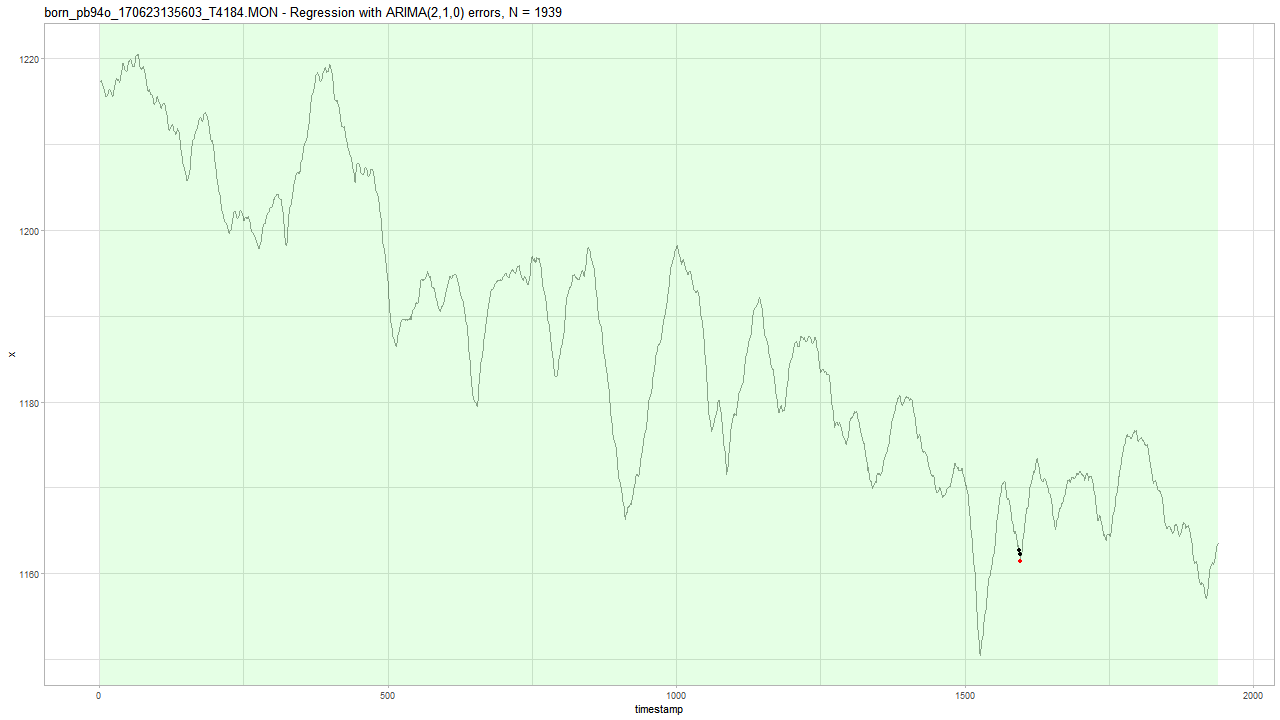 born_pb94o_170623135603_T4184.MON - Regression with ARIMA(2,1,0) errors, N = 1939
1220
1200
x
1180
1160
0 500 1000 1500 2000
timestamp